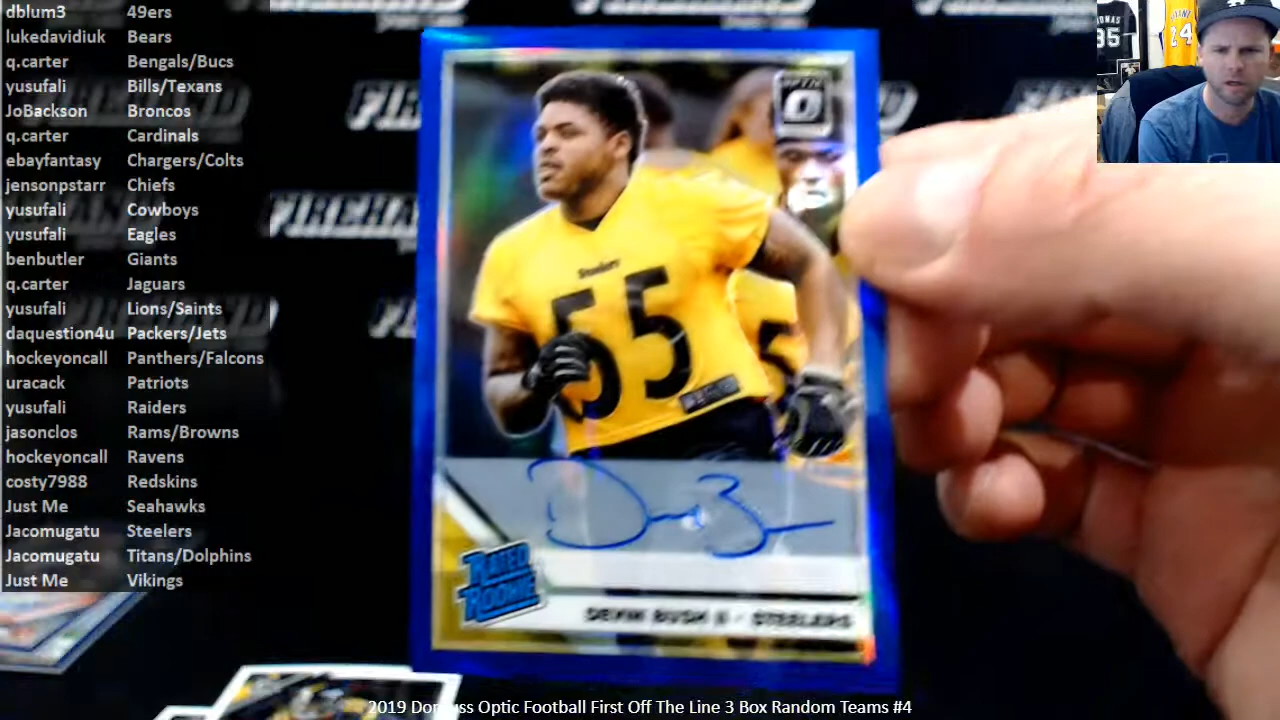 dblum3 49ers
lukedavidiuk Bears
q.carter Bengals/Bucs
yusufali Bills/Texans
JoBackson Broncos
q.carter Cardinals
ebayfantasy Chargers/Colts
jensonpstarr Chiefs
yusufali Cowboys
yusufali Eagles
benbutler Giants
q.carter Jaguars
yusufali Lions/Saints
daquestion4u Packers/Jets
hockeyoncall Panthers/Falcons
uracack Patriots
yusufali Raiders
jasonclos Rams/Browns
hockeyoncall Ravens
costy7988 Redskins
Just Me Seahawks
Jacomugatu Steelers
Jacomugatu Titans/Dolphins
Just Me Vikings
OPTIC
Steelers
55
RATED
ROOKIE
DEVIN BUSH II - STEELERS
24
2019 Donruss Optic Football First Off The Line 3 Box Random Teams #4